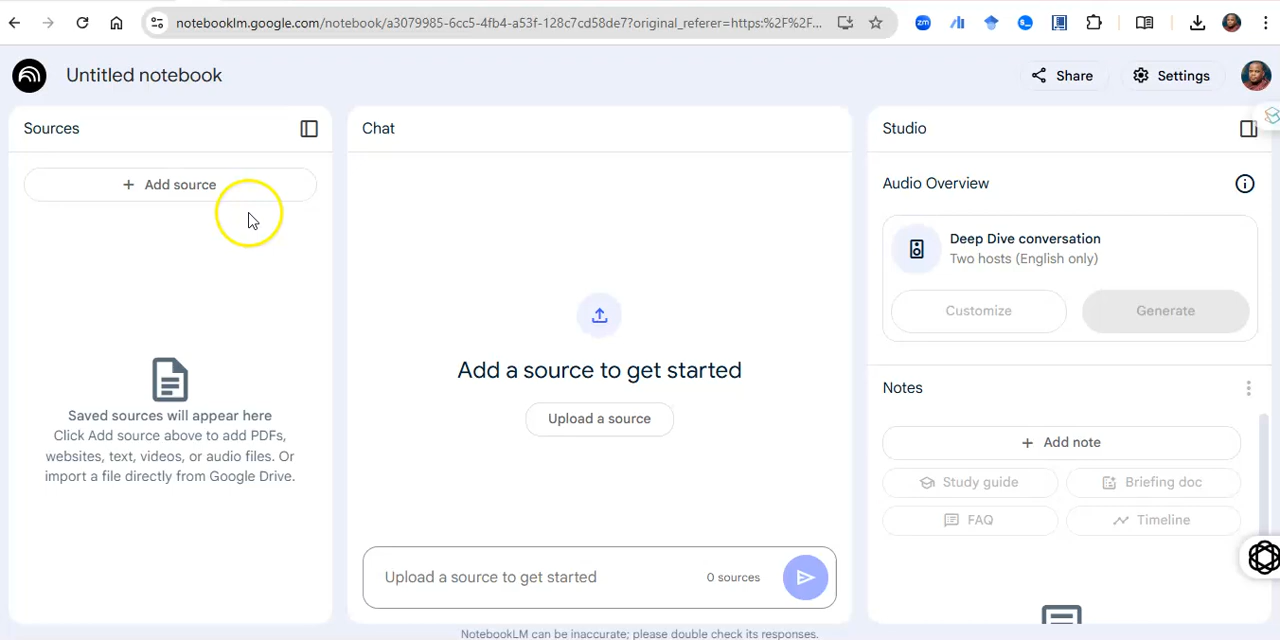 notebooklm.google.com/notebook/a3079985-6cc5-4fb4-a53f-128c7cd58de7?original_referer=https:%2F%2F...
zm
Untitled notebook
Share
Settings
Sources
+ Add source
Saved sources will appear here
Click Add source above to add PDFs,
websites, text, videos, or audio files. Or
import a file directly from Google Drive.
Chat
Add a source to get started
Upload a source
Upload a source to get started
0 sources
NotebookLM can be inaccurate; please double check its responses.
Studio
Audio Overview
Deep Dive conversation
Two hosts (English only)
Customize
Generate
Notes
+ Add note
Study guide
Briefing doc
FAQ
Timeline